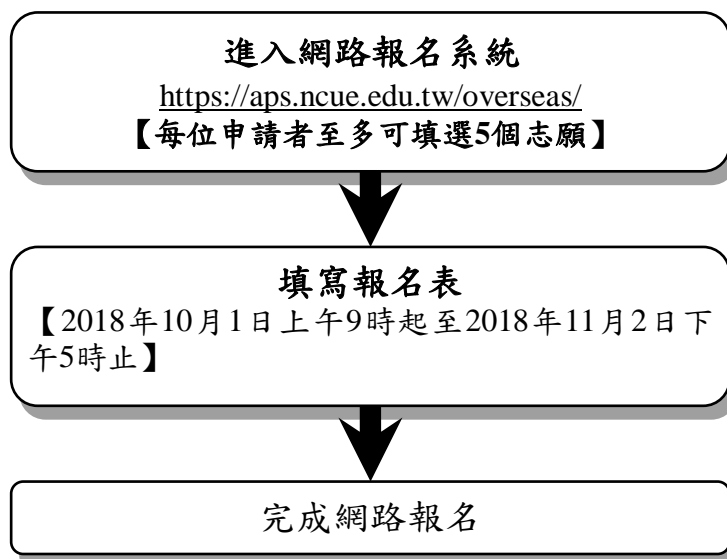 進入網路報名系統
https://aps.ncue.edu.tw/overseas/
【每位申請者至多可填選5個志願】
填寫報名表
【2018年10月1日上午9時起至2018年11月2日下
午5時止】
完成網路報名